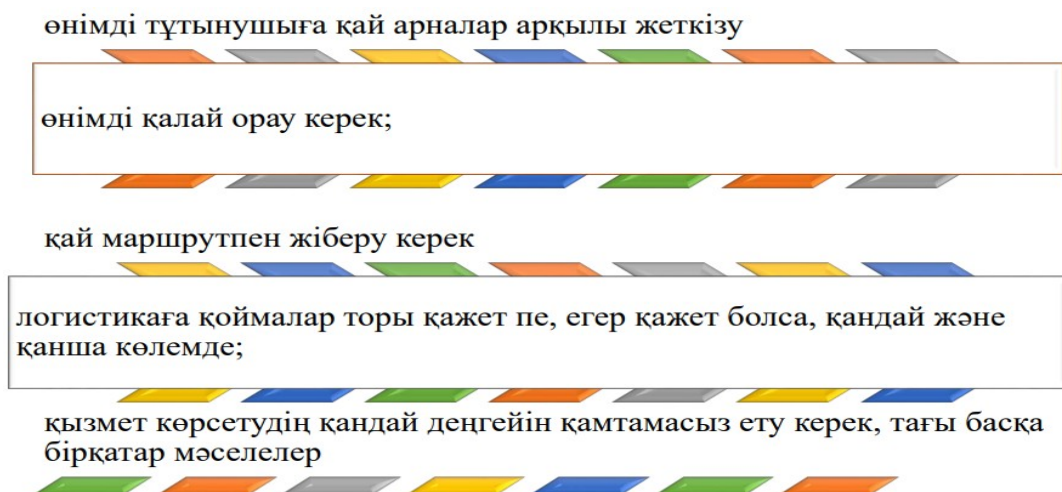 өнімді тұтынушыға қай арналар арқылы жеткізу
өнімді қалай орау керек;
қай маршрутпен жіберу керек
логистикаға қоймалар торы қажет пе, егер қажет болса, қандай және
қанша көлемде;
қызмет көрсетудің қандай деңгейін қамтамасыз ету керек, тағы басқа
бірқатар мәселелер